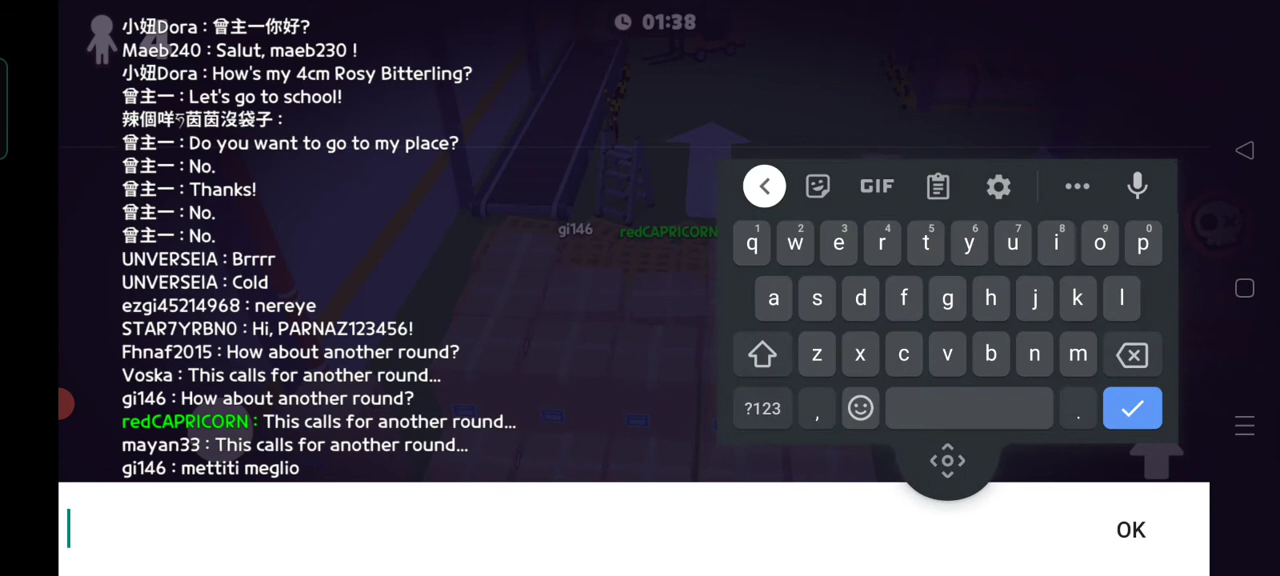 01:38
小妞Dora : 曾主一你好?
Maeb240 : Salut, maeb230 !
小妞Dora : How's my 4cm Rosy Bitterling?
曾主一 : Let's go to school!
辣個咩ㄎ茵茵沒袋子 :
曾主一 : Do you want to go to my place?
曾主一 : No.
曾主一 : Thanks!
曾主一 : No.
曾主一 : No.
UNVERSEIA : Brrrr
UNVERSEIA : Cold
ezgi45214968 : nereye
STAR7YRBN0 : Hi, PARNAZ123456!
Fhnaf2015 : How about another round?
Voska : This calls for another round...
gi146 : How about another round?
redCAPRICORN : This calls for another round...
mayan33 : This calls for another round...
gi146 : mettiti meglio
gi146 redCAPRICORN
GIF
1 2 3 4 5 6 7 8 9 0
q w e r t y u i o p
a s d f g h j k l
z x c v b n m
?123 , .
OK